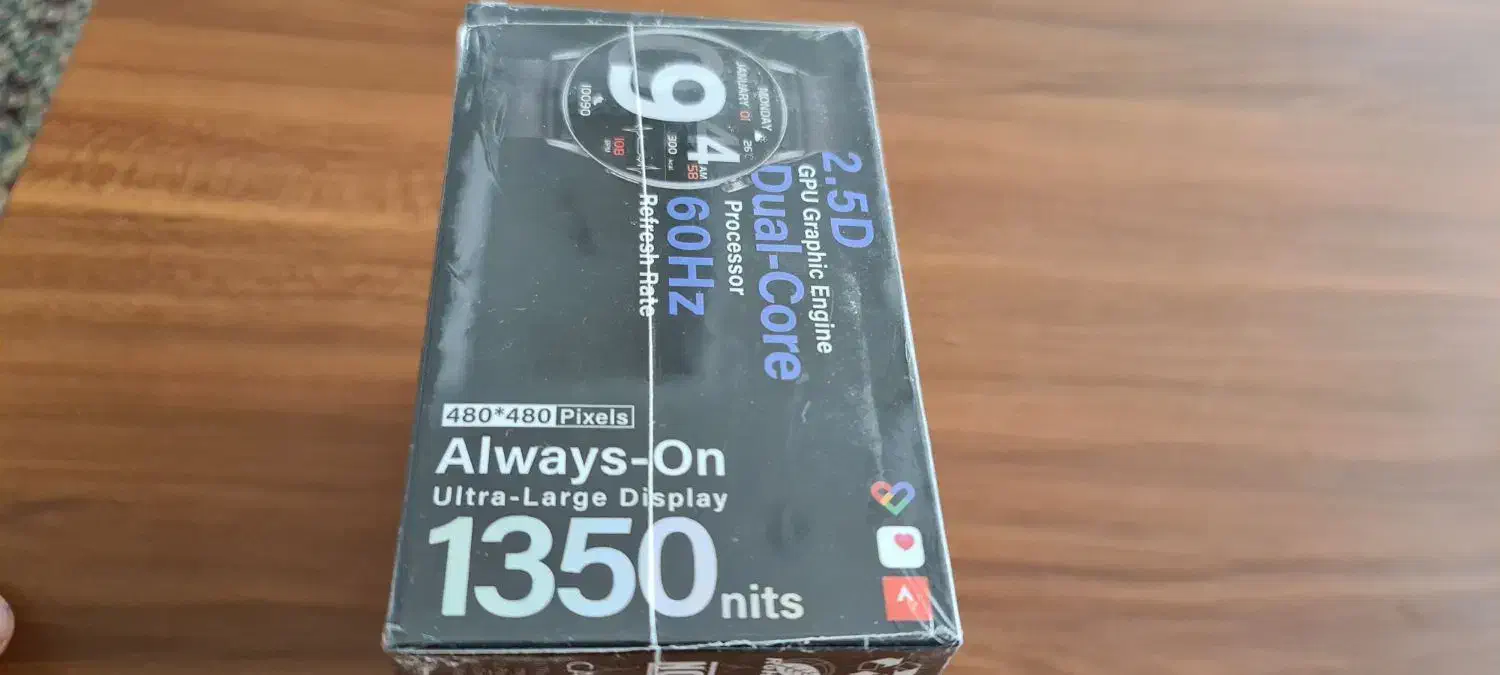 MONDAY
JANUARY 01
26°C
9
4
AM
58
300
108
BPM
10090
2.5D
GPU Graphic Engine
Dual-Core
Processor
60Hz
Refresh Rate
480*480 Pixels
Always-On
Ultra-Large Display
1350 nits